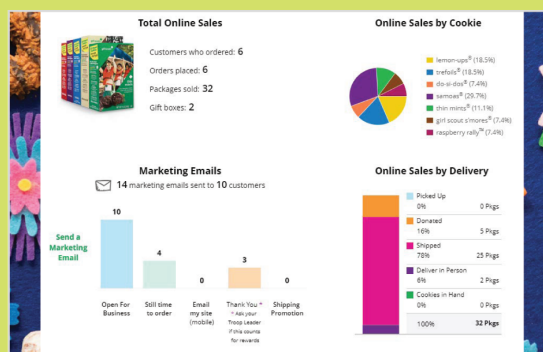 Total Online Sales
Customers who ordered: 6
Orders placed: 6
Packages sold: 32
Gift boxes: 2
Online Sales by Cookie
lemon-ups® (18.5%)
trefoils® (18.5%)
do-si-dos® (7.4%)
samoas® (29.7%)
thin mints® (11.1%)
girl scout s'mores® (7.4%)
raspberry rally™ (7.4%)
Marketing Emails
14 marketing emails sent to 10 customers
Send a
Marketing
Email
10
4
0
3
0
Open For
Business
Still time
to order
Email
my site
(mobile)
Thank You *
* Ask your
Troop Leader
if this counts
for rewards
Shipping
Promotion
Online Sales by Delivery
Picked Up
0% 0 Pkgs
Donated
16% 5 Pkgs
Shipped
78% 25 Pkgs
Deliver in Person
6% 2 Pkgs
Cookies in Hand
0% 0 Pkgs
100% 32 Pkgs